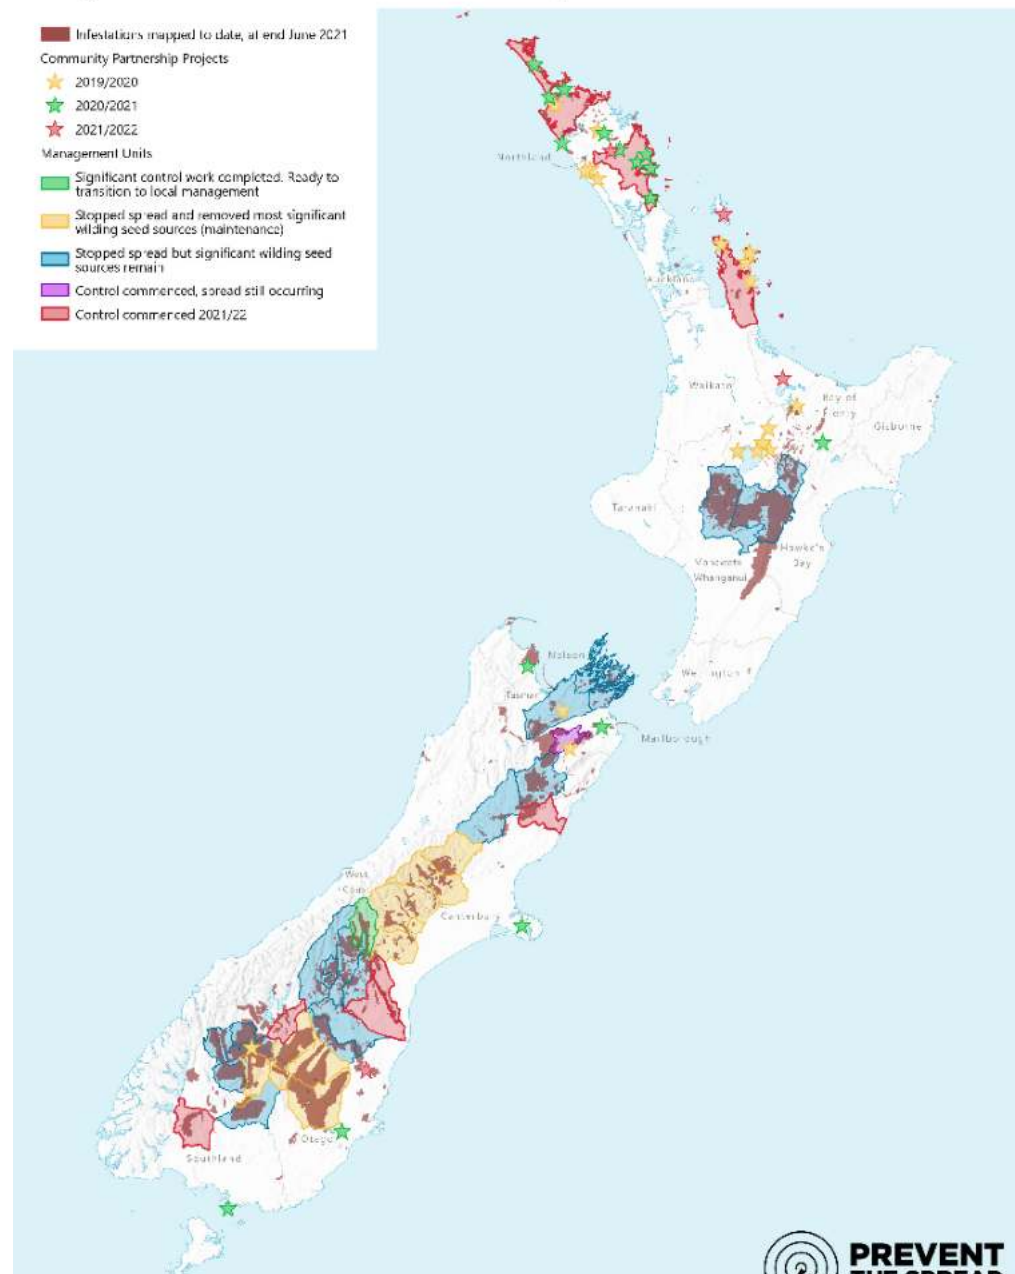 Infestations mapped to date, at end June 2021
Community Partnership Projects
2019/2020
2020/2021
2021/2022
Management Units
Significant control work completed. Ready to
transition to local management
Stopped spread and removed most significant
wilding seed sources (maintenance)
Stopped spread but significant wilding seed
sources remain
Control commenced, spread still occurring
Control commenced 2021/22
Northland
Auckland
Waikato
Bay of
Plenty
Gisborne
Taranaki
Hawke's
Bay
Manawatu
Whanganui
Nelson
Wellington
Tasman
Marlborough
West
Coast
Canterbury
Otago
Southland
PREVENT
THE SPREAD